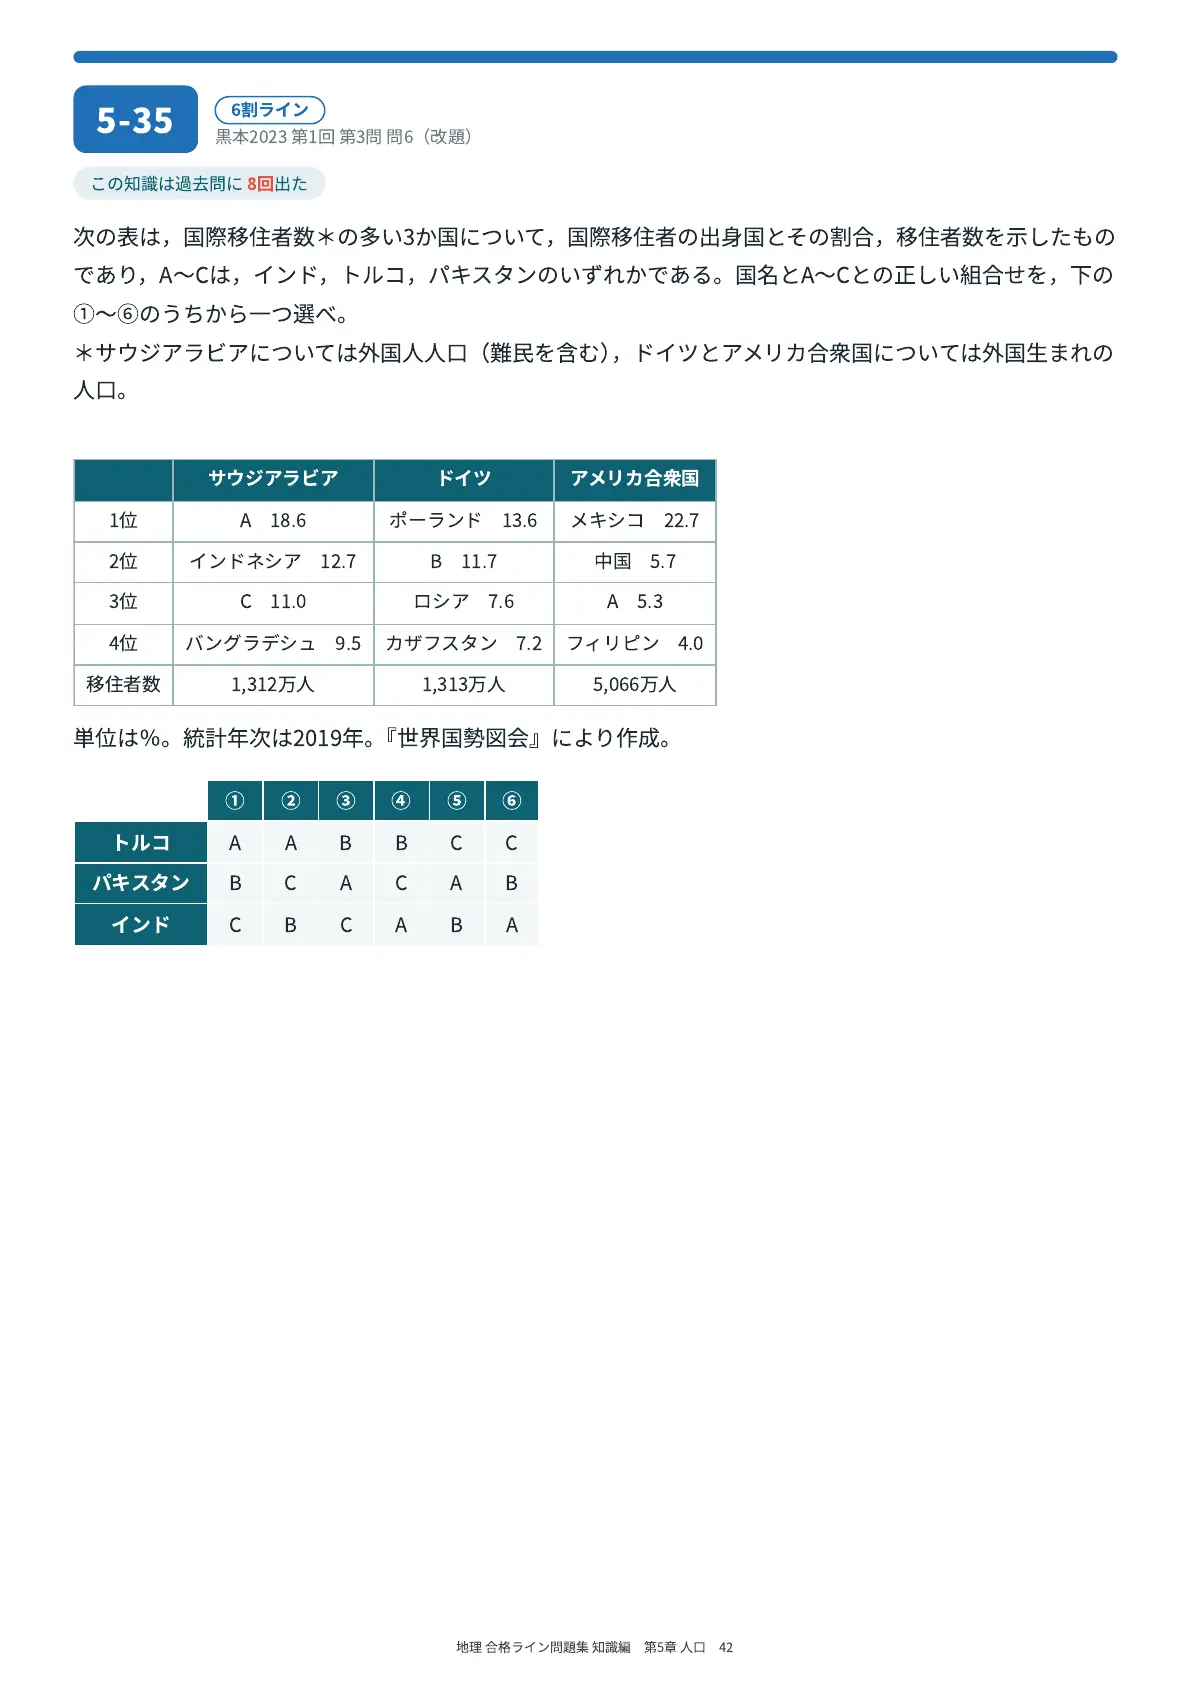 5-35
6割ライン
黒本2023 第1回 第3問 問6（改題）
この知識は過去問に 8回出た
次の表は，国際移住者数＊の多い3か国について，国際移住者の出身国とその割合，移住者数を示したもの
であり，A～Cは，インド，トルコ，パキスタンのいずれかである。国名とA～Cとの正しい組合せを，下の
①～⑥のうちから一つ選べ。
＊サウジアラビアについては外国人人口（難民を含む），ドイツとアメリカ合衆国については外国生まれの
人口。
サウジアラビア ドイツ アメリカ合衆国
1位 A 18.6 ポーランド 13.6 メキシコ 22.7
2位 インドネシア 12.7 B 11.7 中国 5.7
3位 C 11.0 ロシア 7.6 A 5.3
4位 バングラデシュ 9.5 カザフスタン 7.2 フィリピン 4.0
移住者数 1,312万人 1,313万人 5,066万人
単位は％。統計年次は2019年。『世界国勢図会』により作成。
① ② ③ ④ ⑤ ⑥
トルコ A A B B C C
パキスタン B C A C A B
インド C B C A B A
地理 合格ライン問題集 知識編 第5章 人口 42